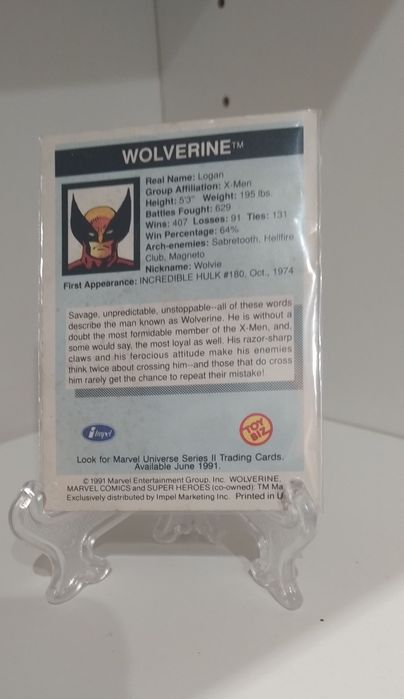 WOLVERINE™
Real Name: Logan
Group Affiliation: X-Men
Height: 5'3" Weight: 195 lbs.
Battles Fought: 629
Wins: 407 Losses: 91 Ties: 131
Win Percentage: 64%
Arch-enemies: Sabretooth, Hellfire
Club, Magneto
Nickname: Wolvie
First Appearance: INCREDIBLE HULK #180, Oct., 1974
Savage, unpredictable, unstoppable--all of these words
describe the man known as Wolverine. He is without a
doubt the most formidable member of the X-Men, and,
some would say, the most loyal as well. His razor-sharp
claws and his ferocious attitude make his enemies
think twice about crossing him--and those that do cross
him rarely get the chance to repeat their mistake!
impel
TOY
BIZ
Look for Marvel Universe Series II Trading Cards.
Available June 1991.
© 1991 Marvel Entertainment Group, Inc. WOLVERINE,
MARVEL COMICS and SUPER HEROES (co-owned): TM Ma
Exclusively distributed by Impel Marketing Inc. Printed in U